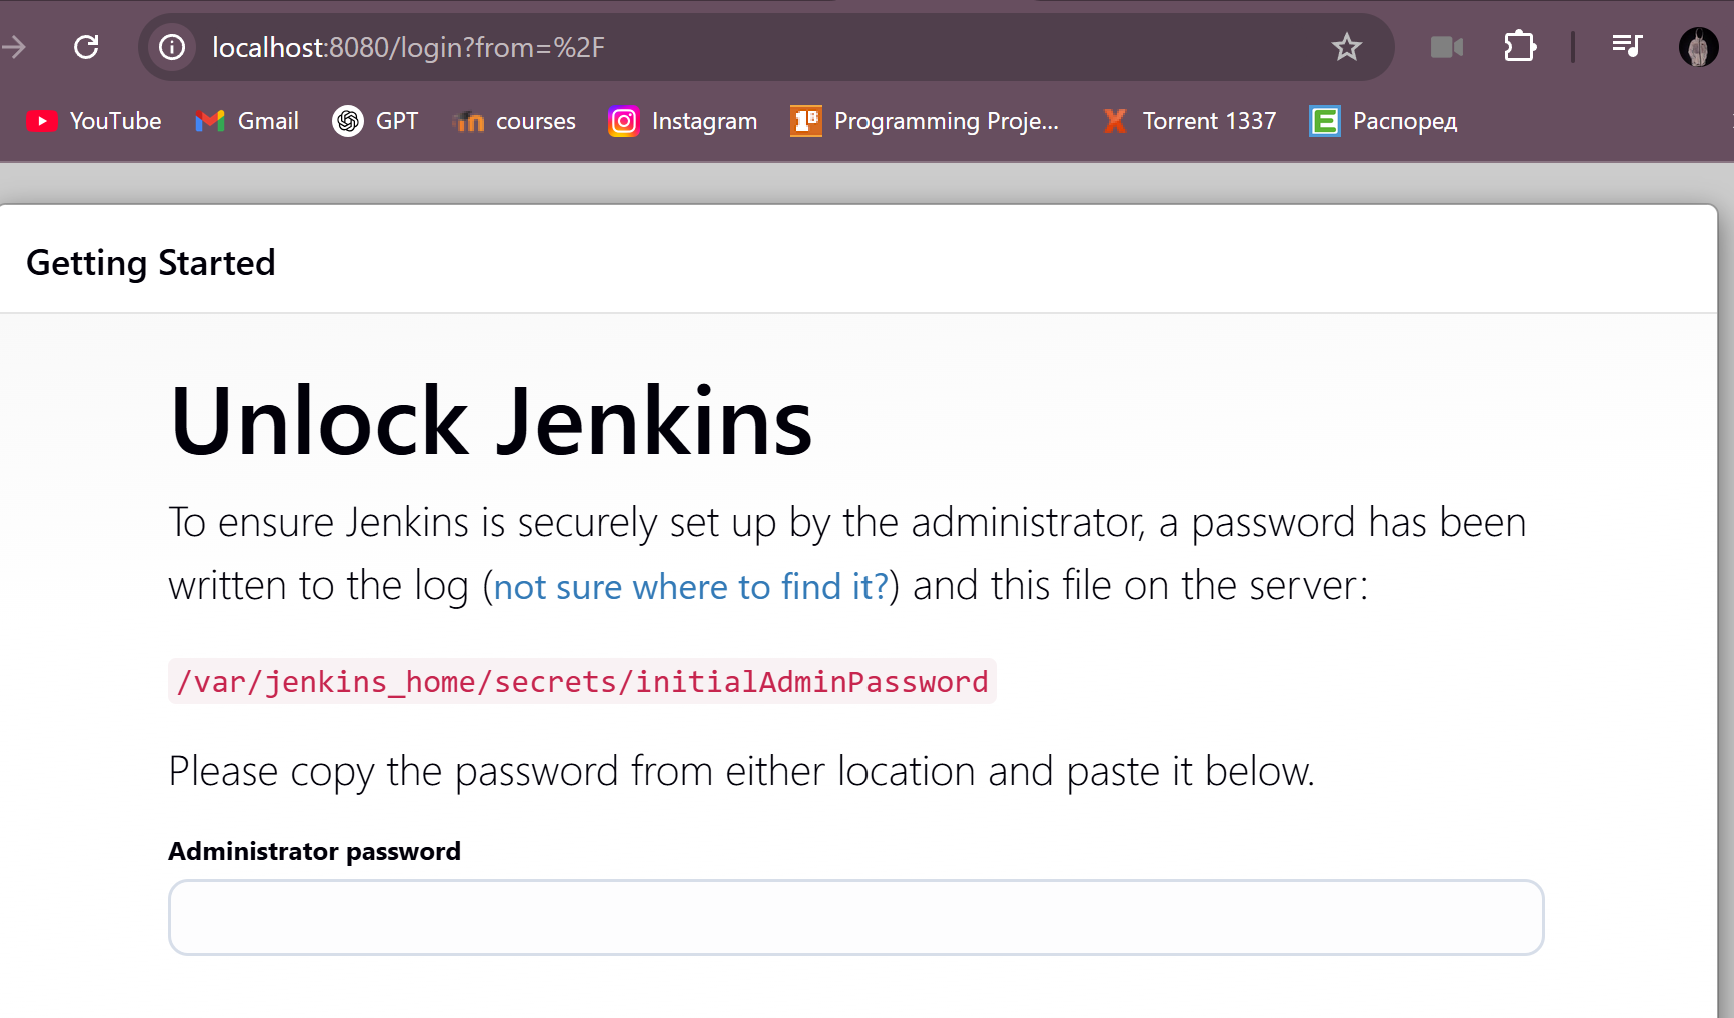 localhost:8080/login?from=%2F
YouTube Gmail GPT courses Instagram Programming Proje... Torrent 1337 Распоред
Getting Started
Unlock Jenkins
To ensure Jenkins is securely set up by the administrator, a password has been
written to the log (not sure where to find it?) and this file on the server:
/var/jenkins_home/secrets/initialAdminPassword
Please copy the password from either location and paste it below.
Administrator password